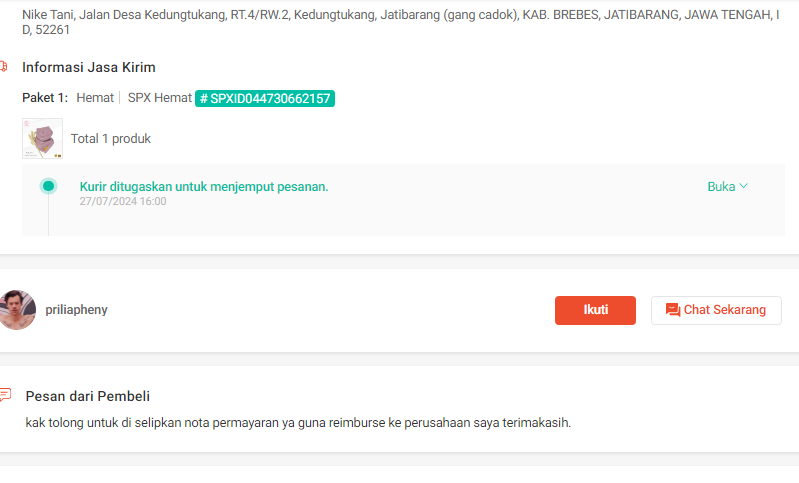 Nike Tani, Jalan Desa Kedungtukang, RT.4/RW.2, Kedungtukang, Jatibarang (gang cadok), KAB. BREBES, JATIBARANG, JAWA TENGAH, I
D, 52261
Informasi Jasa Kirim
Paket 1: Hemat | SPX Hemat # SPXID044730662157
Total 1 produk
Kurir ditugaskan untuk menjemput pesanan. Buka
27/07/2024 16:00
priliapheny Ikuti Chat Sekarang
Pesan dari Pembeli
kak tolong untuk di selipkan nota permayaran ya guna reimburse ke perusahaan saya terimakasih.